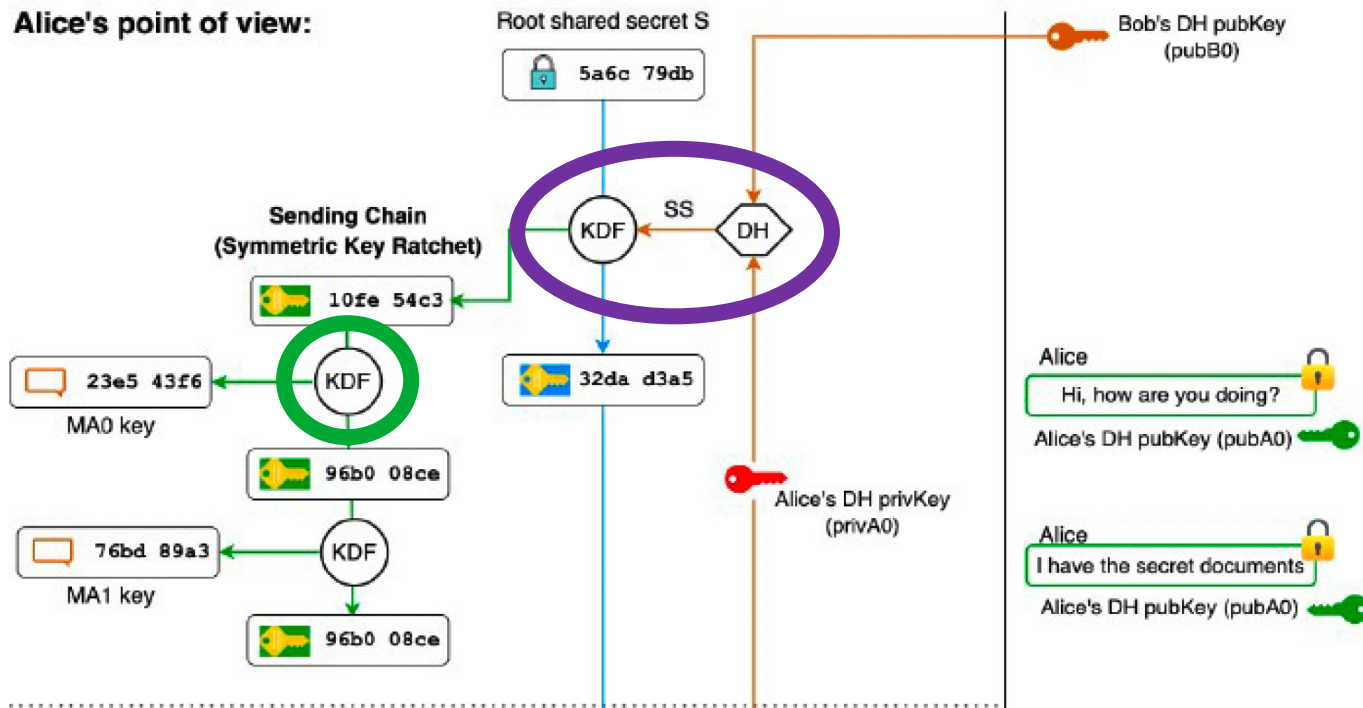 Alice's point of view:
Root shared secret S
5a6c 79db
Bob's DH pubKey
(pubB0)
KDF
SS
DH
Sending Chain
(Symmetric Key Ratchet)
10fe 54c3
KDF
23e5 43f6
MA0 key
32da d3a5
96b0 08ce
Alice's DH privKey
(privA0)
KDF
76bd 89a3
MA1 key
96b0 08ce
Alice
Hi, how are you doing?
Alice's DH pubKey (pubA0)
Alice
I have the secret documents
Alice's DH pubKey (pubA0)